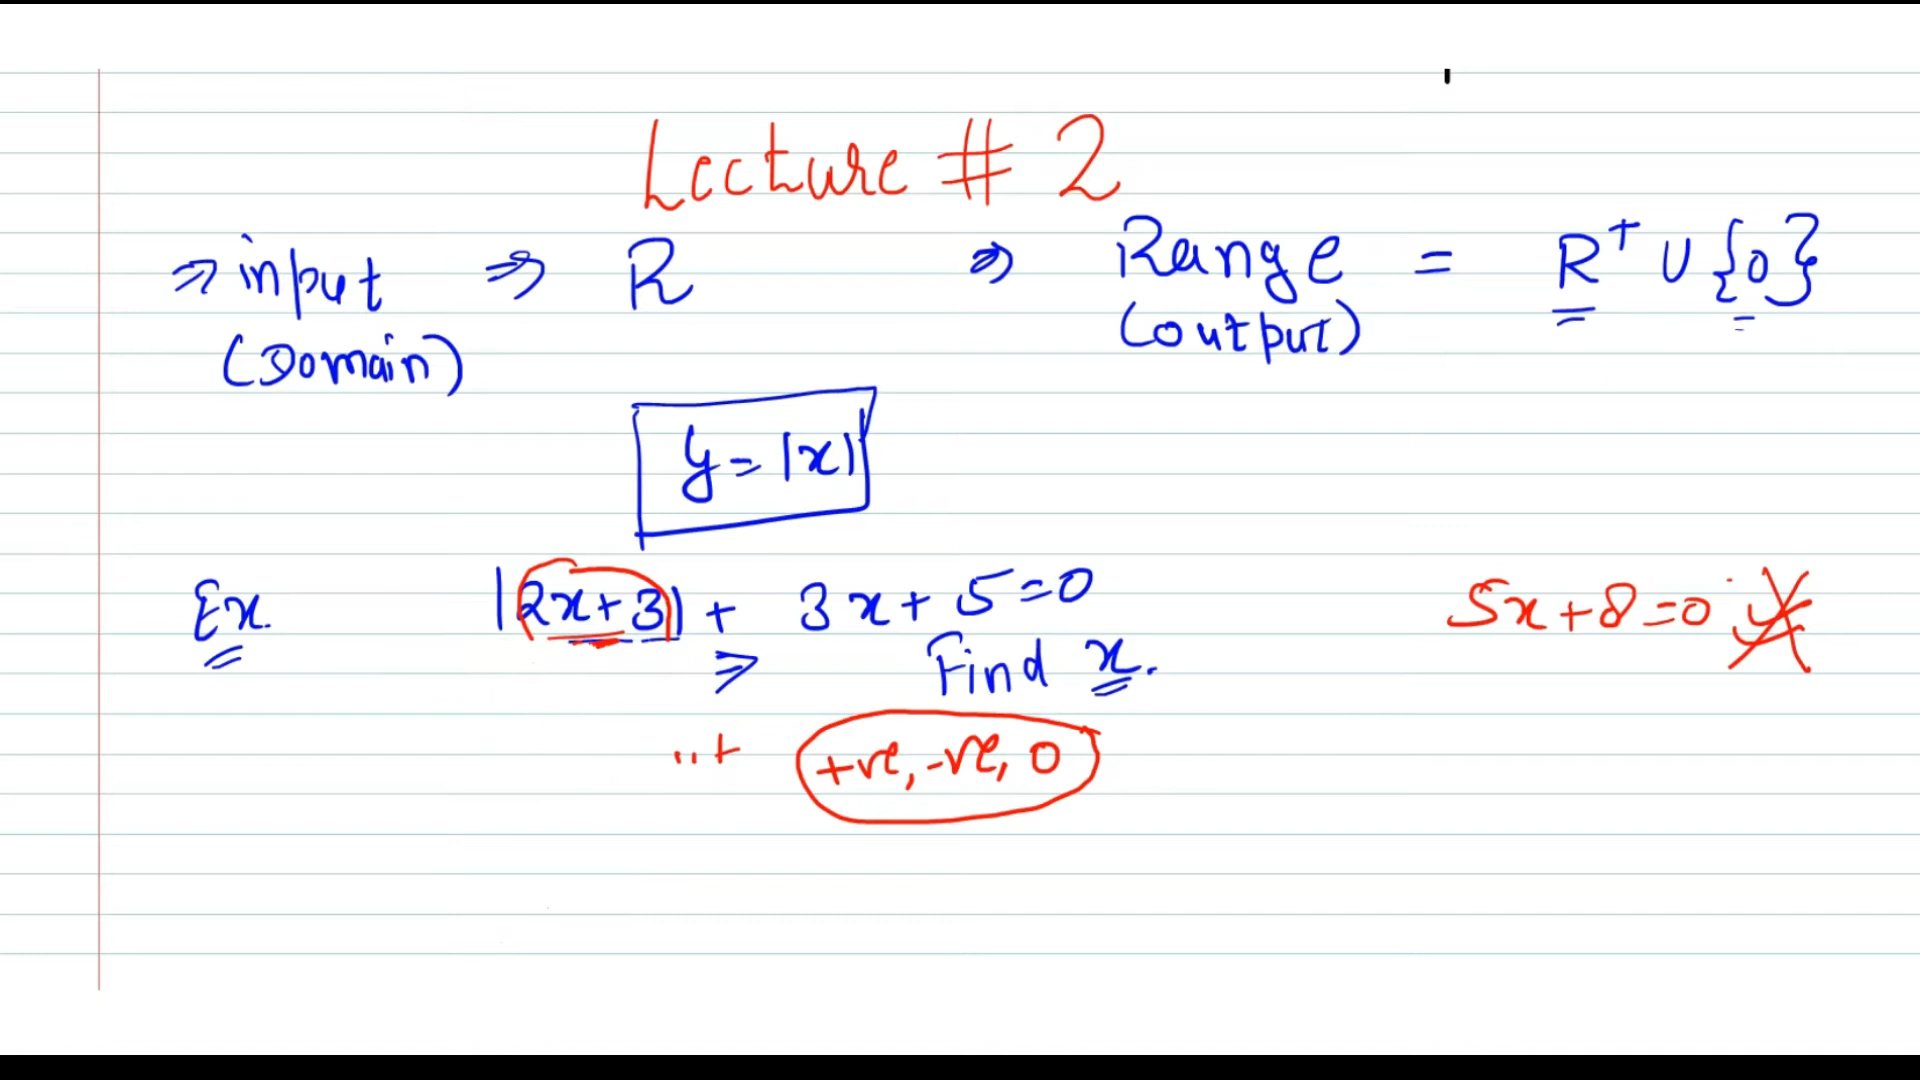 Lecture # 2
⇒ input ⇒ R ⇒ Range = R⁺ ∪ {0}
(Domain) (output)
y = |x|
Ex. |2x+3| + 3x + 5 = 0 5x + 8 = 0
⇒ Find x.
+ +ve, -ve, 0